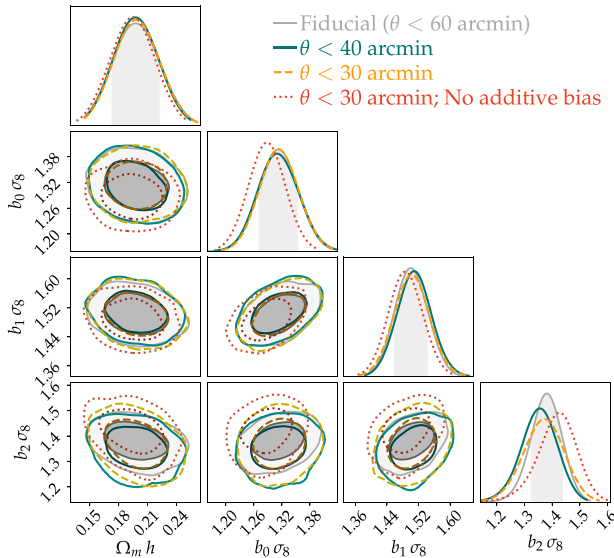 Fiducial (θ < 60 arcmin)
θ < 40 arcmin
θ < 30 arcmin
θ < 30 arcmin; No additive bias
b₀ σ₈
1.38
1.32
1.26
1.20
b₁ σ₈
1.60
1.52
1.44
1.36
b₂ σ₈
1.6
1.5
1.4
1.3
1.2
0.15 0.18 0.21 0.24
1.20 1.26 1.32 1.38
1.36 1.44 1.52 1.60
1.2 1.3 1.4 1.5 1.6
Ωₘ h
b₀ σ₈
b₁ σ₈
b₂ σ₈